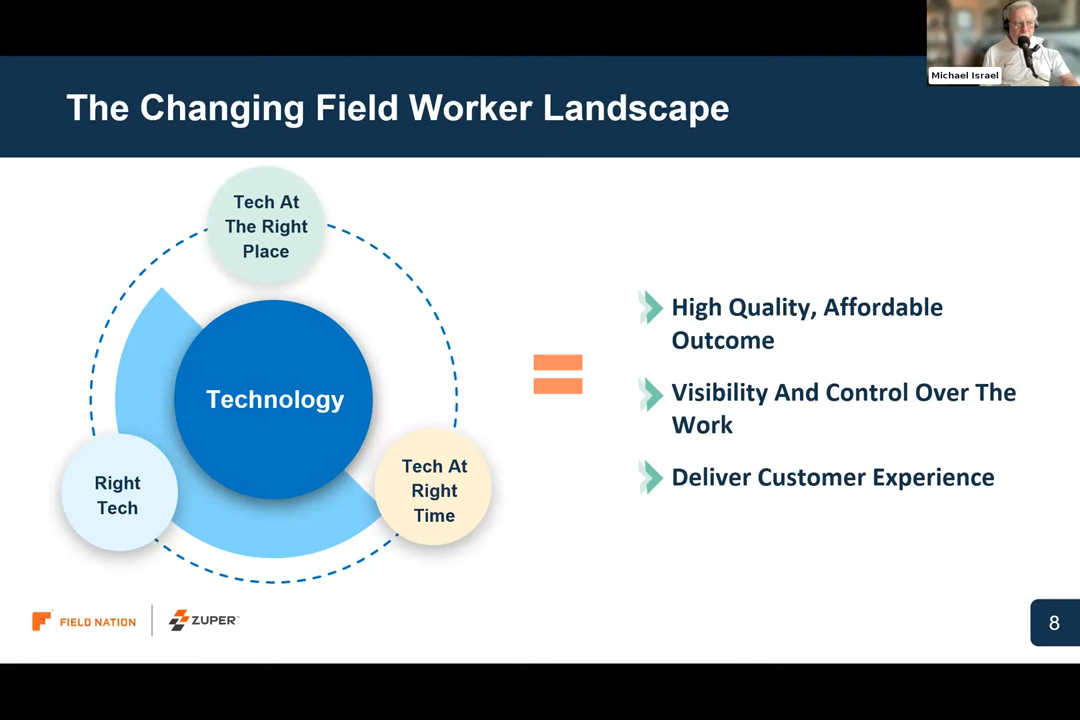 Michael Israel
The Changing Field Worker Landscape
Tech At
The Right
Place
Technology
Right
Tech
Tech At
Right
Time
High Quality, Affordable
Outcome
Visibility And Control Over The
Work
Deliver Customer Experience
FIELD NATION
ZUPER™
8